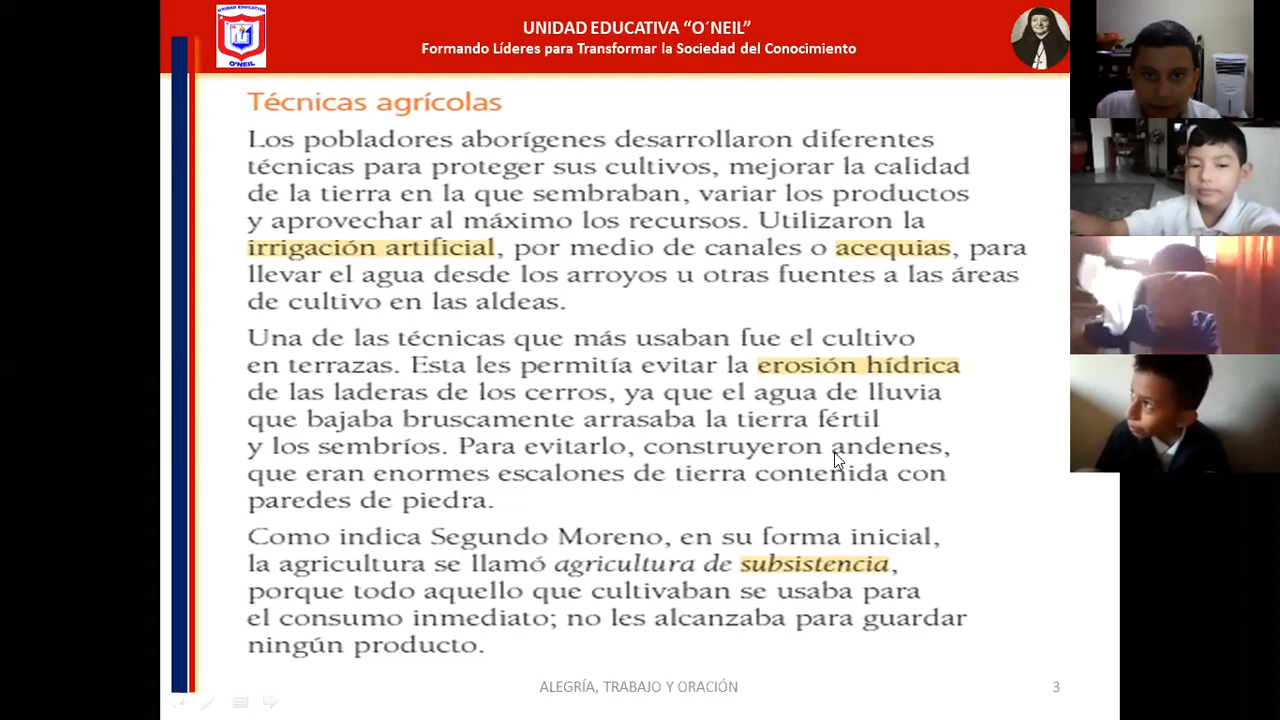 UNIDAD EDUCATIVA “O´NEIL”
Formando Líderes para Transformar la Sociedad del Conocimiento
UNIDAD EDUCATIVA
O'NEIL
Técnicas agrícolas
Los pobladores aborígenes desarrollaron diferentes
técnicas para proteger sus cultivos, mejorar la calidad
de la tierra en la que sembraban, variar los productos
y aprovechar al máximo los recursos. Utilizaron la
irrigación artificial, por medio de canales o acequias, para
llevar el agua desde los arroyos u otras fuentes a las áreas
de cultivo en las aldeas.
Una de las técnicas que más usaban fue el cultivo
en terrazas. Esta les permitía evitar la erosión hídrica
de las laderas de los cerros, ya que el agua de lluvia
que bajaba bruscamente arrasaba la tierra fértil
y los sembríos. Para evitarlo, construyeron andenes,
que eran enormes escalones de tierra contenida con
paredes de piedra.
Como indica Segundo Moreno, en su forma inicial,
la agricultura se llamó agricultura de subsistencia,
porque todo aquello que cultivaban se usaba para
el consumo inmediato; no les alcanzaba para guardar
ningún producto.
ALEGRÍA, TRABAJO Y ORACIÓN
3